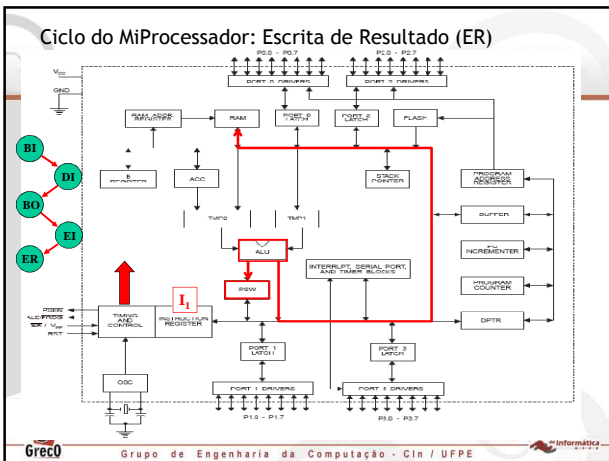 Ciclo do MiProcessador: Escrita de Resultado (ER)
P0.0 - P0.7
P2.0 - P2.7
VCC
GND
PORT 0 DRIVERS
PORT 2 DRIVERS
RAM ADDR.
REGISTER
RAM
PORT 0
LATCH
PORT 2
LATCH
FLASH
BI
DI
BO
EI
ER
B
REGISTER
ACC
STACK
POINTER
PROGRAM
ADDRESS
REGISTER
TMP2
TMP1
BUFFER
ALU
PC
INCREMENTER
INTERRUPT, SERIAL PORT,
AND TIMER BLOCKS
PSW
PROGRAM
COUNTER
I1
PSEN
ALE/PROG
EA / VPP
RST
TIMING
AND
CONTROL
INSTRUCTION
REGISTER
DPTR
PORT 1
LATCH
PORT 3
LATCH
OSC
PORT 1 DRIVERS
PORT 3 DRIVERS
P1.0 - P1.7
P3.0 - P3.7
GrecO
Grupo de Engenharia da Computação - CIn / UFPE
de Informática